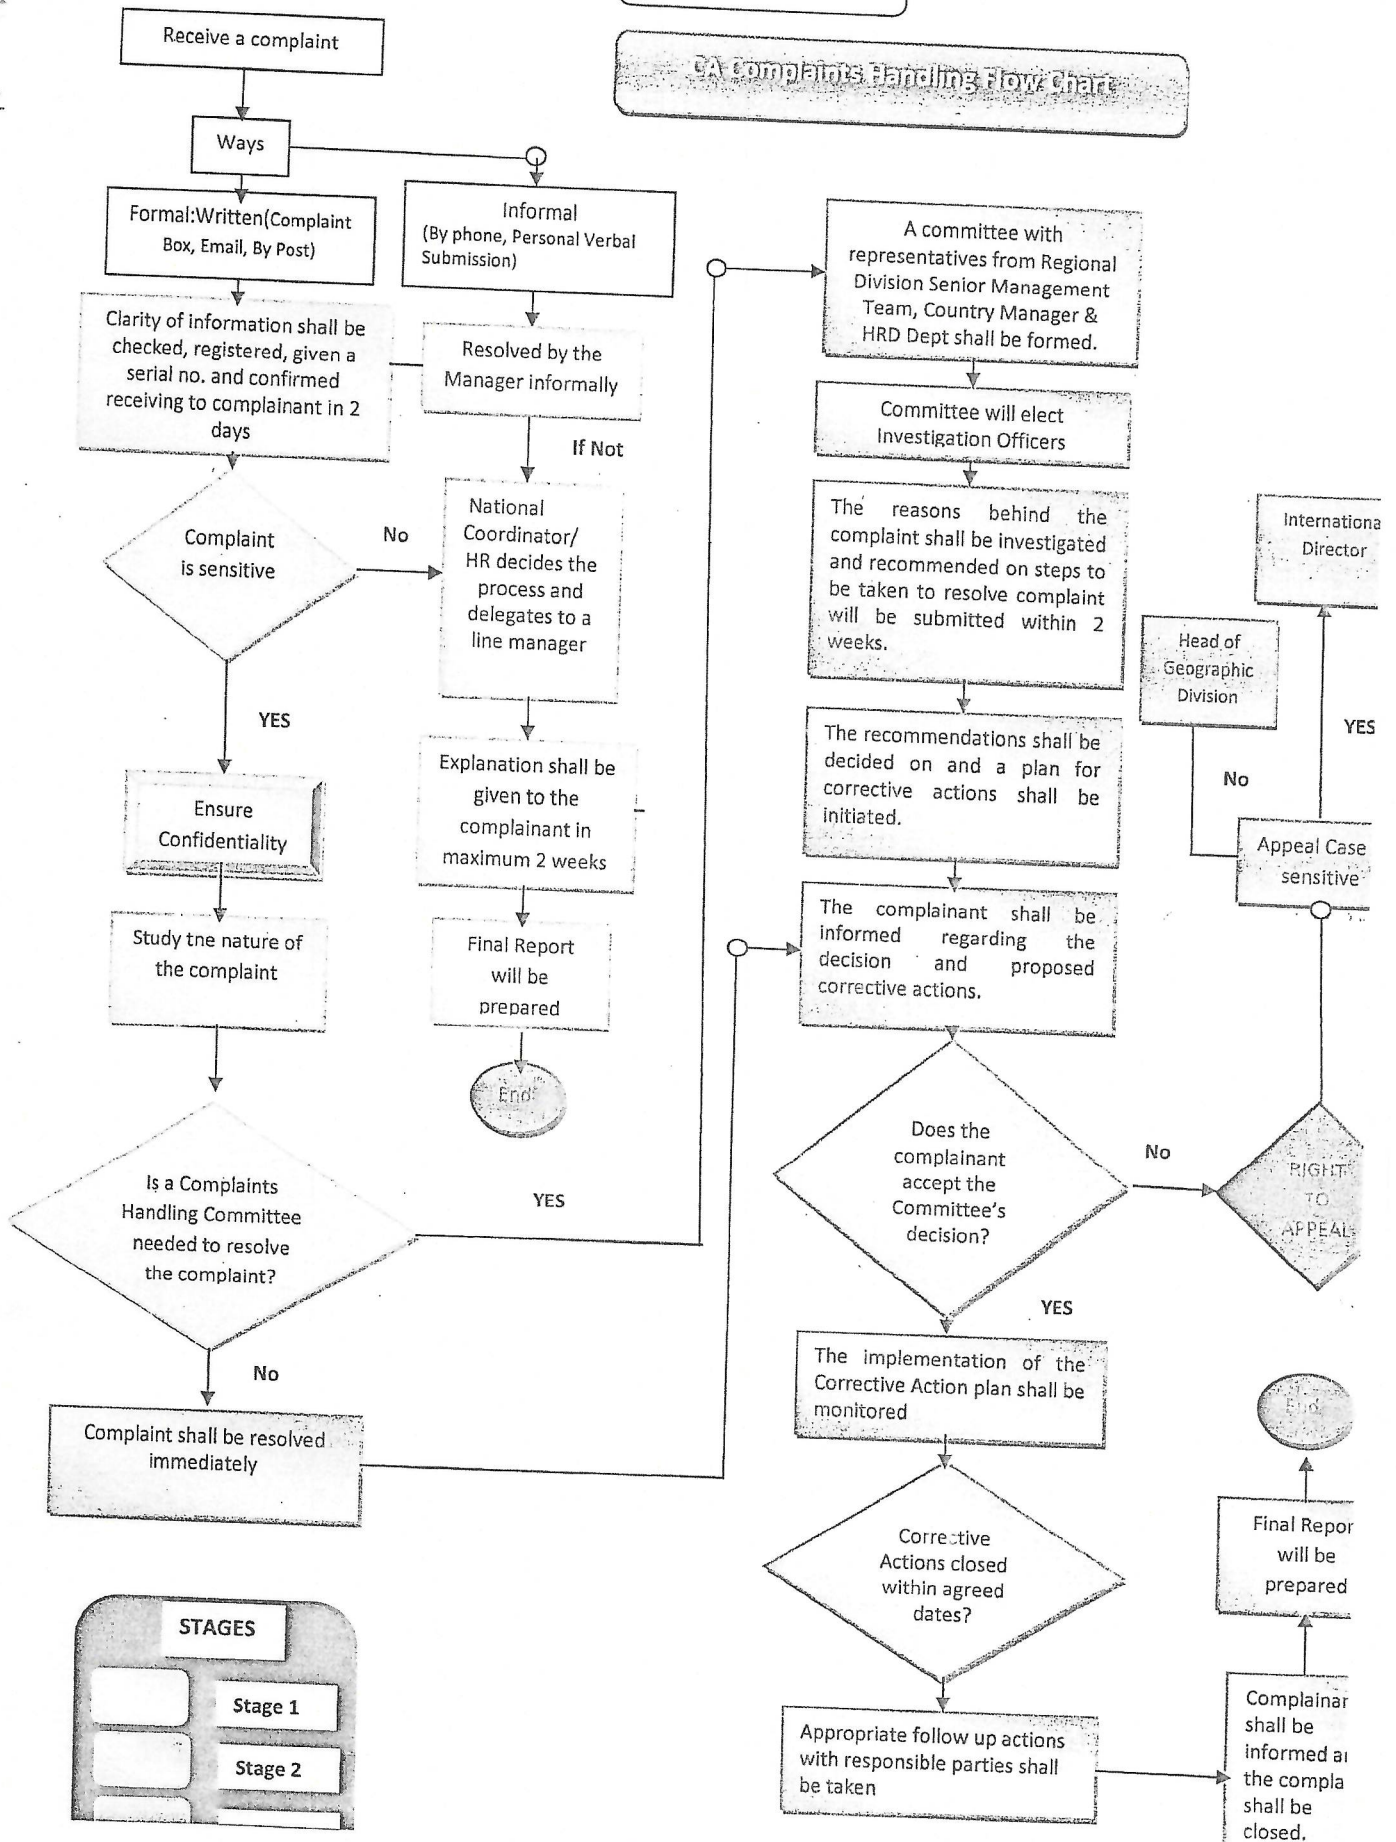 CA Complaints Handling Flow Chart
Receive a complaint
Ways
Formal:Written(Complaint
Box, Email, By Post)
Informal
(By phone, Personal Verbal
Submission)
Clarity of information shall be
checked, registered, given a
serial no. and confirmed
receiving to complainant in 2
days
Resolved by the
Manager informally
If Not
Complaint
is sensitive
No
National
Coordinator/
HR decides the
process and
delegates to a
line manager
YES
Ensure
Confidentiality
Explanation shall be
given to the
complainant in
maximum 2 weeks
Study tne nature of
the complaint
Final Report
will be
prepared
End
Is a Complaints
Handling Committee
needed to resolve
the complaint?
YES
No
Complaint shall be resolved
immediately
STAGES
Stage 1
Stage 2
A committee with
representatives from Regional
Division Senior Management
Team, Country Manager &
HRD Dept shall be formed.
Committee will elect
Investigation Officers
The reasons behind the
complaint shall be investigated
and recommended on steps to
be taken to resolve complaint
will be submitted within 2
weeks.
The recommendations shall be
decided on and a plan for
corrective actions shall be
initiated.
The complainant shall be
informed regarding the
decision and proposed
corrective actions.
Does the
complainant
accept the
Committee's
decision?
No
YES
The implementation of the
Corrective Action plan shall be
monitored
Corrective
Actions closed
within agreed
dates?
Appropriate follow up actions
with responsible parties shall
be taken
Internationa
Director
Head of
Geographic
Division
YES
No
Appeal Case
sensitive
RIGHT
TO
APPEAL
End
Final Repor
will be
prepared
Complainar
shall be
informed ar
the compla
shall be
closed.